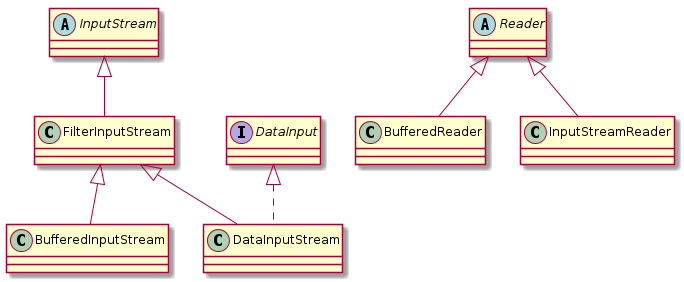 A InputStream
A Reader
C FilterInputStream
I DataInput
C BufferedReader
C InputStreamReader
C BufferedInputStream
C DataInputStream